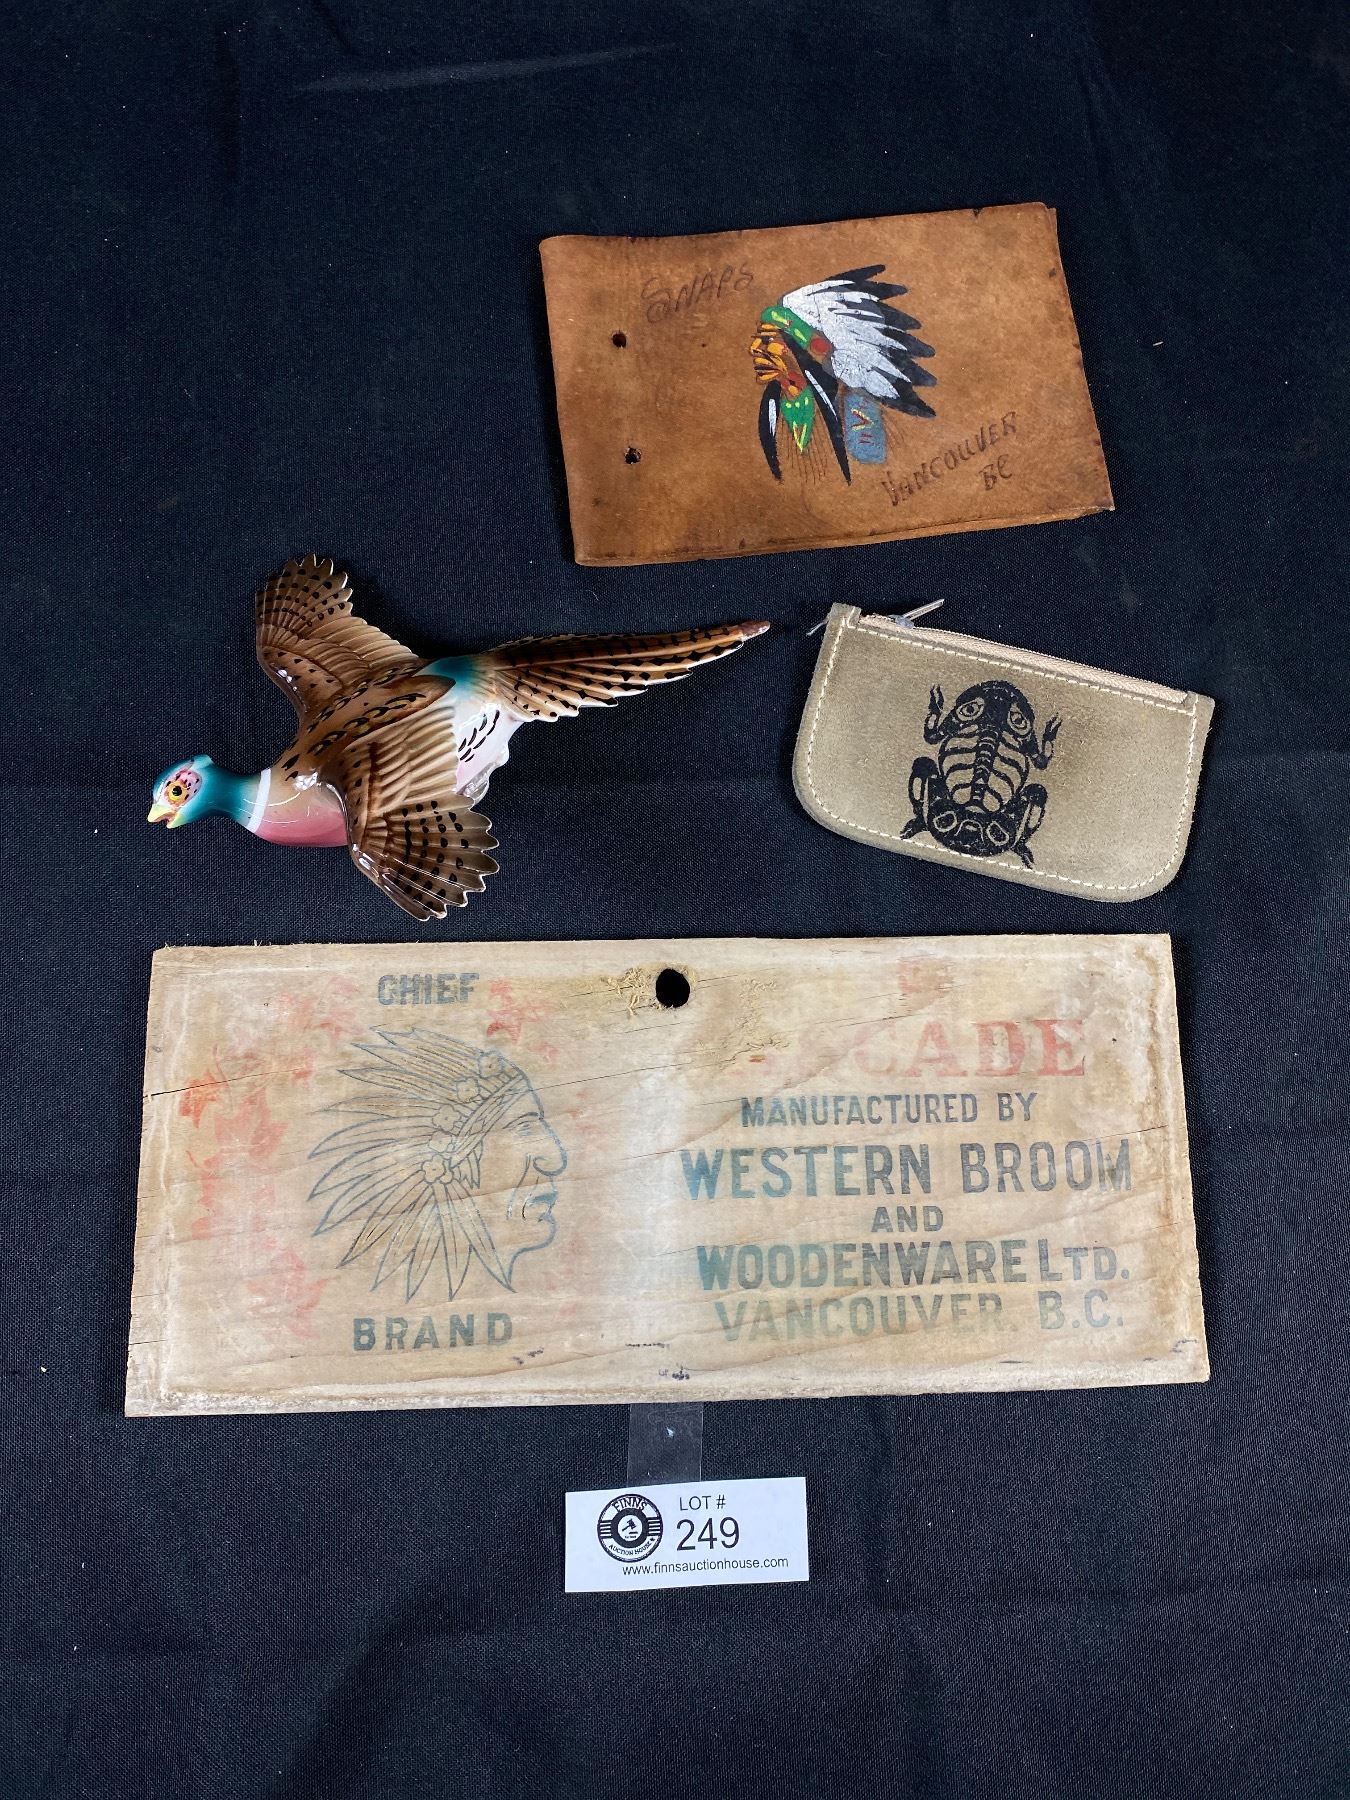 SNAPS
VANCOUVER
BC
CHIEF
BRAND
MANUFACTURED BY
WESTERN BROOM
AND
WOODENWARE LTD.
VANCOUVER. B.C.
FINNS
AUCTION HOUSE
LOT #
249
www.finnsauctionhouse.com